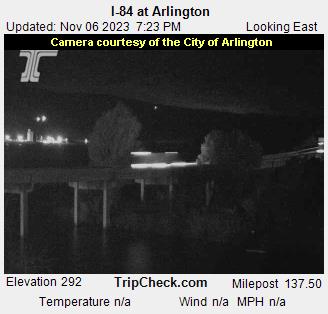 I-84 at Arlington
Updated: Nov 06 2023 7:23 PM Looking East
Camera courtesy of the City of Arlington
Elevation 292 TripCheck.com Milepost 137.50
Temperature n/a Wind n/a MPH n/a